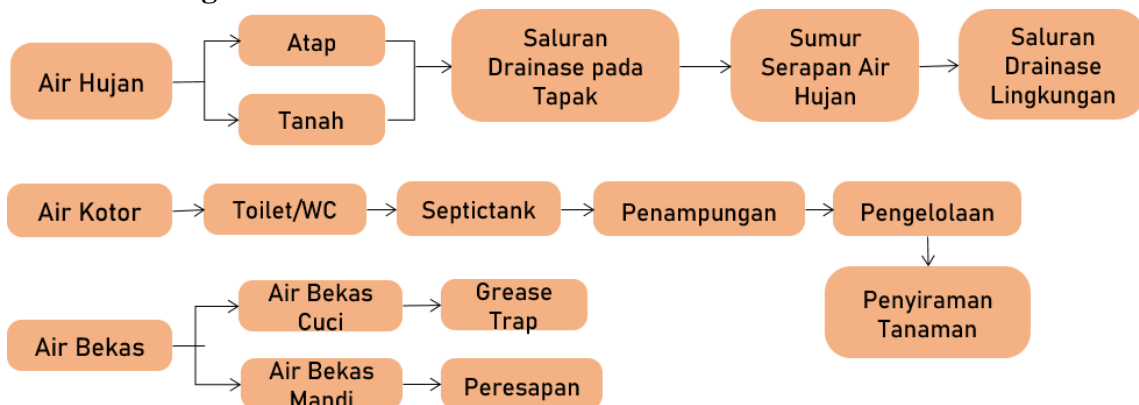 Air Hujan
Atap
Tanah
Saluran
Drainase pada
Tapak
Sumur
Serapan Air
Hujan
Saluran
Drainase
Lingkungan
Air Kotor
Toilet/WC
Septictank
Penampungan
Pengelolaan
Penyiraman
Tanaman
Air Bekas
Air Bekas
Cuci
Grease
Trap
Air Bekas
Mandi
Peresapan